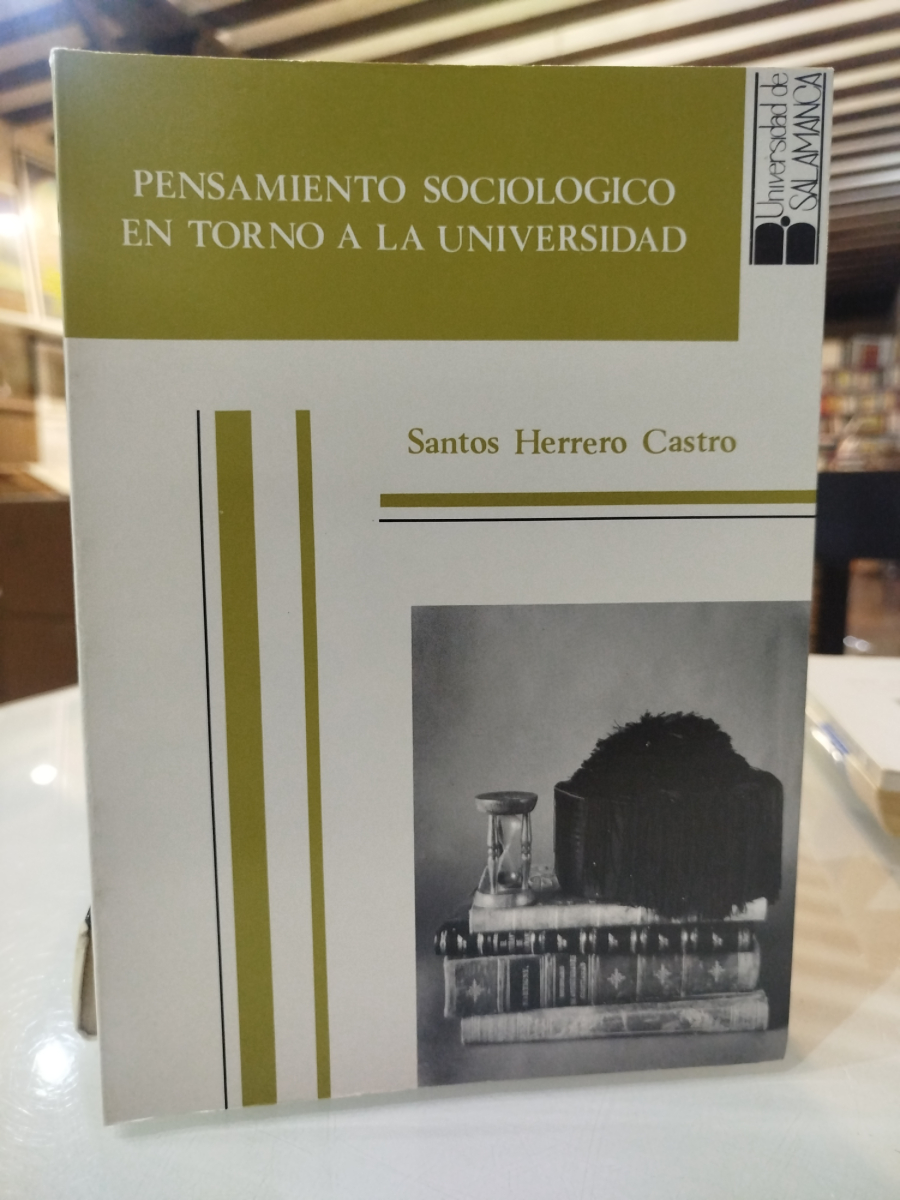 PENSAMIENTO SOCIOLOGICO
EN TORNO A LA UNIVERSIDAD
Universidad de
SALAMANCA
Santos Herrero Castro